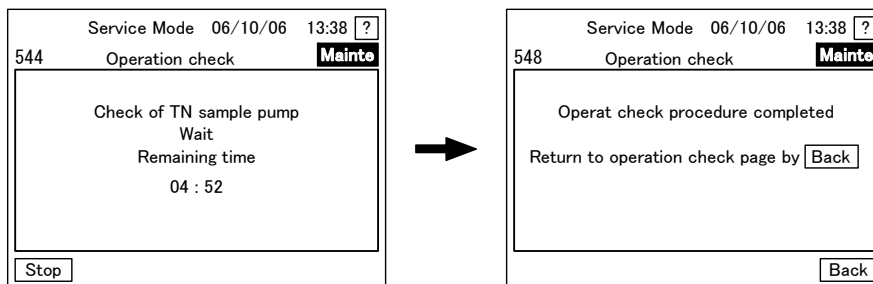 Service Mode 06/10/06 13:38 ?
544 Operation check Mainte
Check of TN sample pump
Wait
Remaining time
04 : 52
Stop
Service Mode 06/10/06 13:38 ?
548 Operation check Mainte
Operat check procedure completed
Return to operation check page by Back
Back